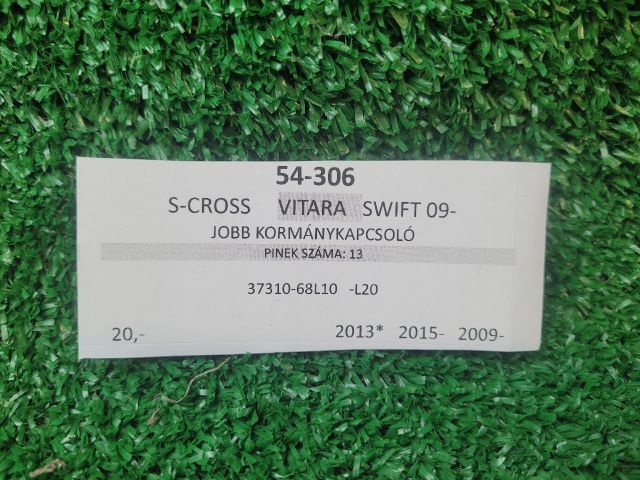 54-306
S-CROSS VITARA SWIFT 09-
JOBB KORMÁNYKAPCSOLÓ
PINEK SZÁMA: 13
37310-68L10 -L20
20,- 2013* 2015- 2009-